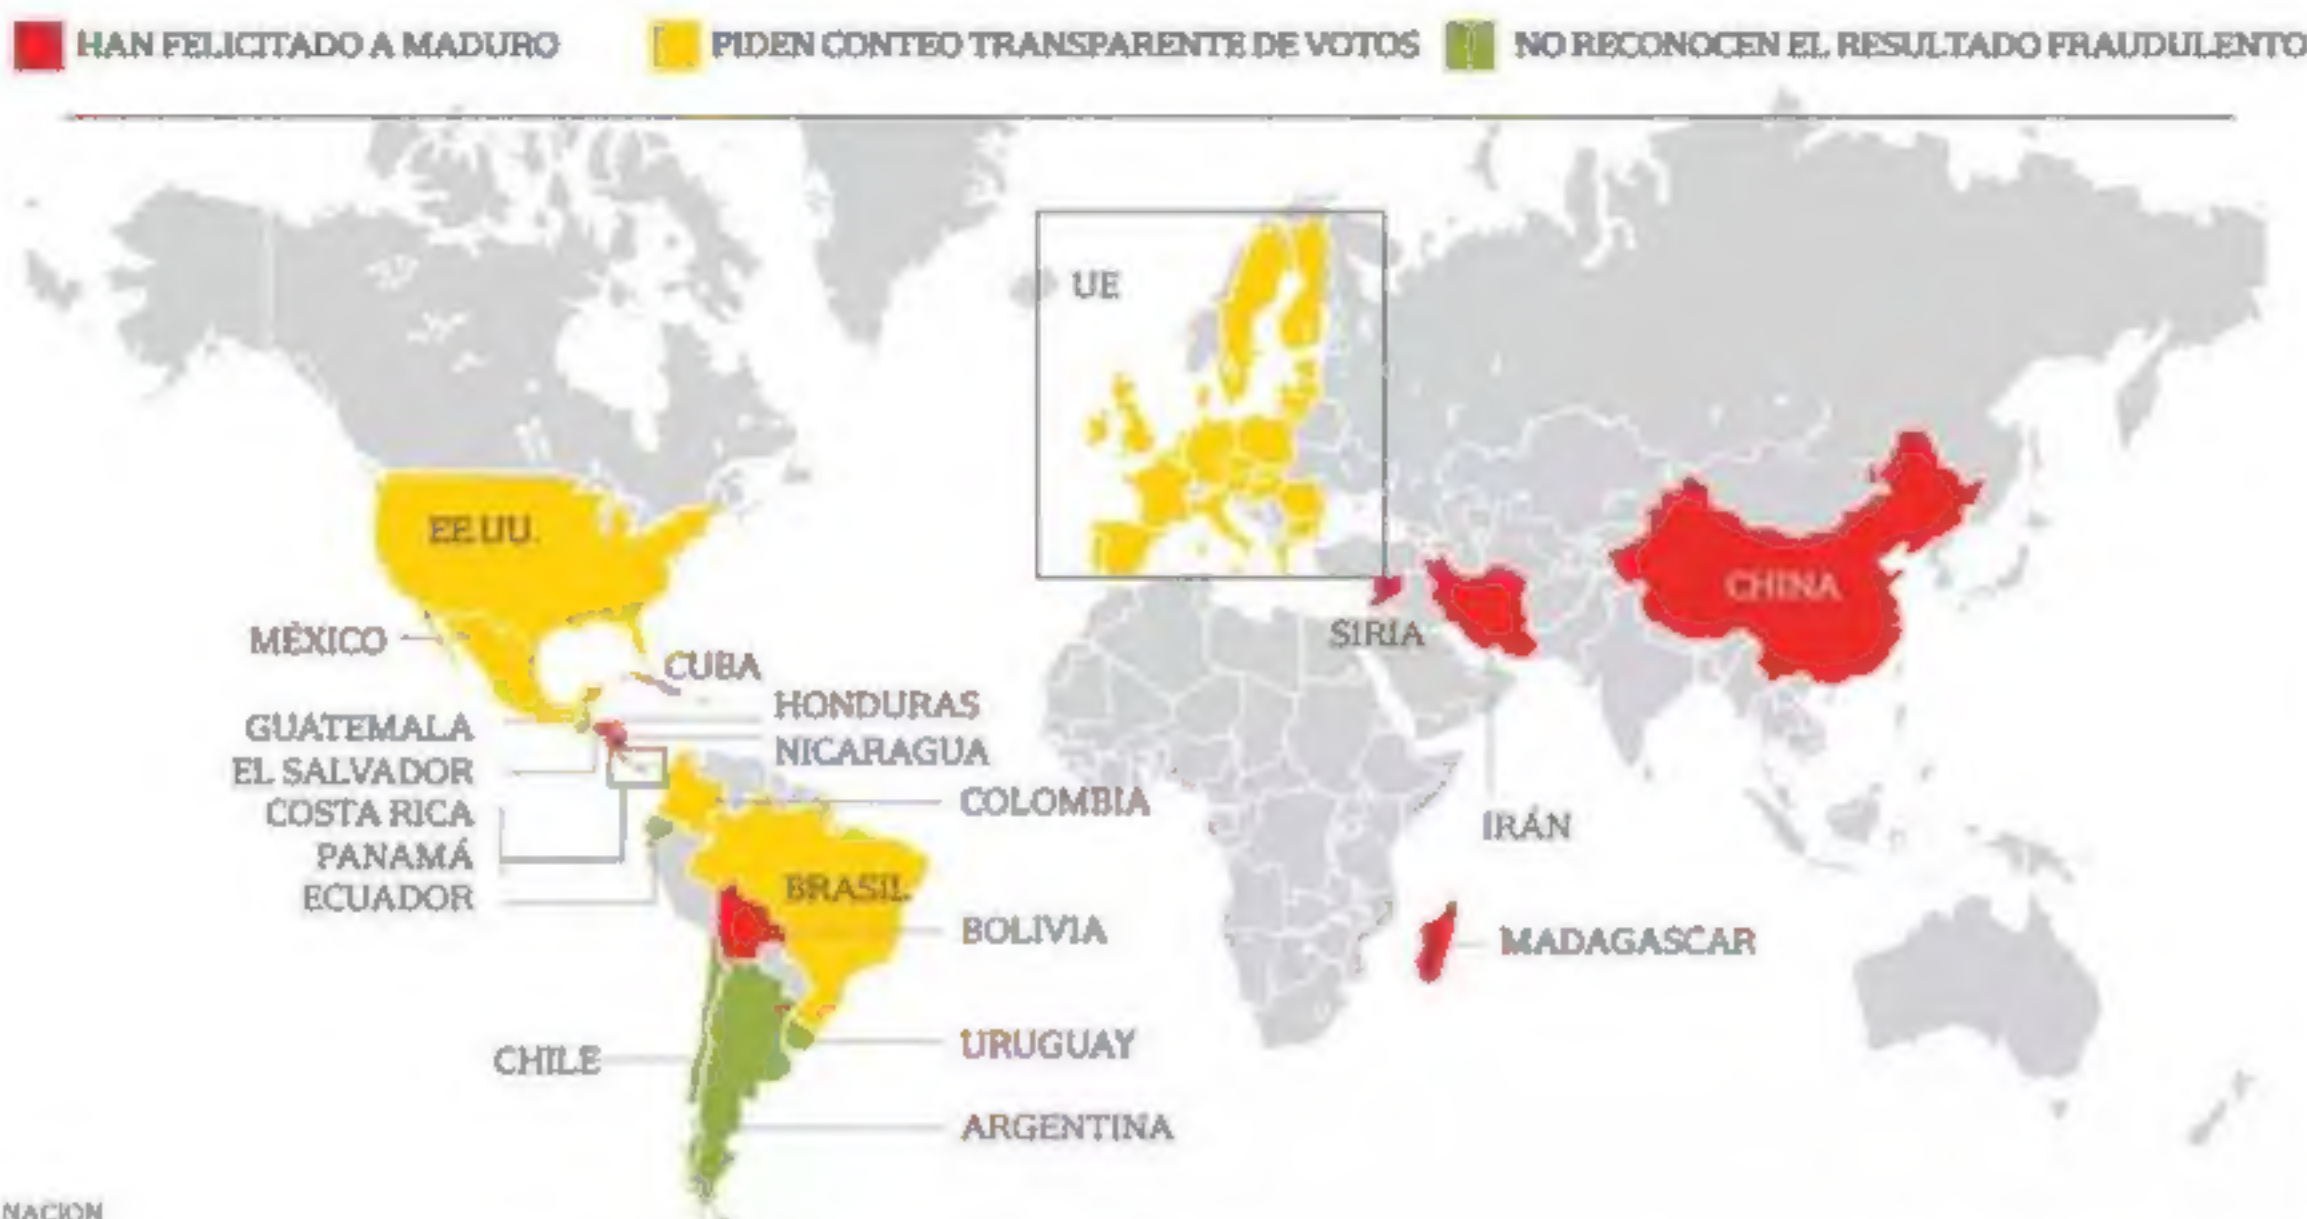 HAN FELICITADO A MADURO
PIDEN CONTEO TRANSPARENTE DE VOTOS
NO RECONOCEN EL RESULTADO FRAUDULENTO
UE
EE.UU.
CHINA
SIRIA
MÉXICO
CUBA
HONDURAS
GUATEMALA
NICARAGUA
EL SALVADOR
COLOMBIA
COSTA RICA
IRÁN
PANAMÁ
BRASIL
ECUADOR
BOLIVIA
MADAGASCAR
URUGUAY
CHILE
ARGENTINA
NACION